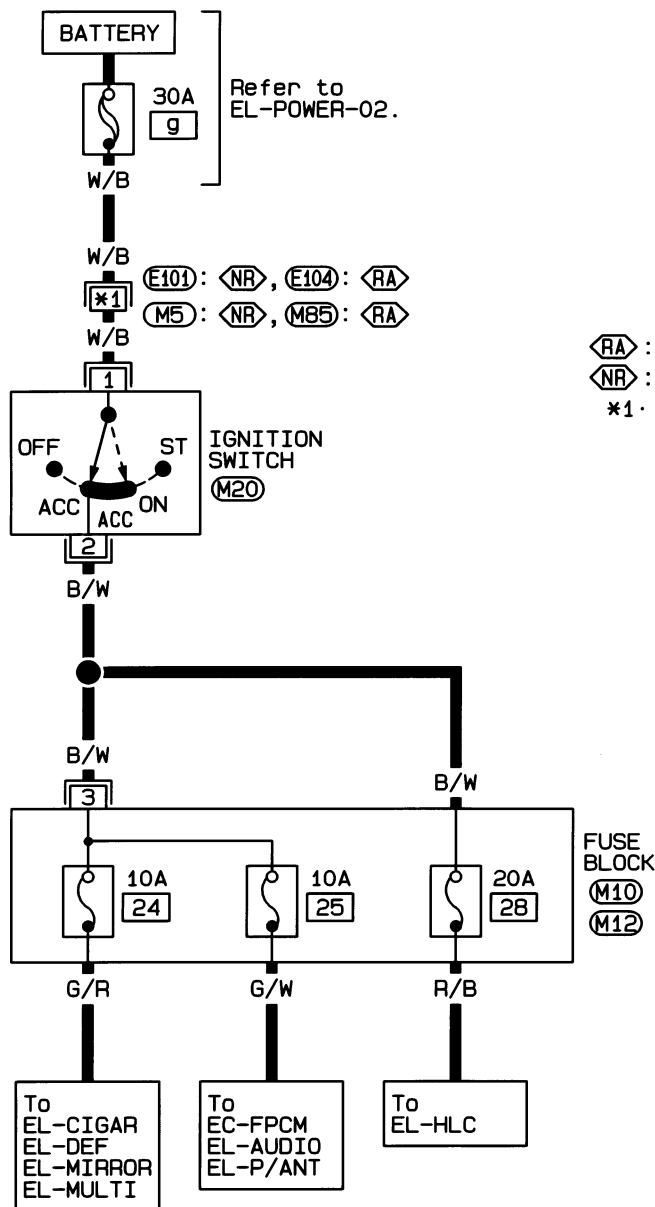 BATTERY
30A
g
Refer to
EL-POWER-02.
W/B
W/B
*1
E101 : NR , E104 : RA
M5 : NR , M85 : RA
W/B
RA :
NR :
*1.
1
OFF
ST
ACC
ACC
ON
IGNITION
SWITCH
M20
2
B/W
B/W
B/W
3
10A
24
10A
25
20A
28
FUSE
BLOCK
M10
M12
G/R
G/W
R/B
To
EL-CIGAR
EL-DEF
EL-MIRROR
EL-MULTI
To
EC-FPCM
EL-AUDIO
EL-P/ANT
To
EL-HLC